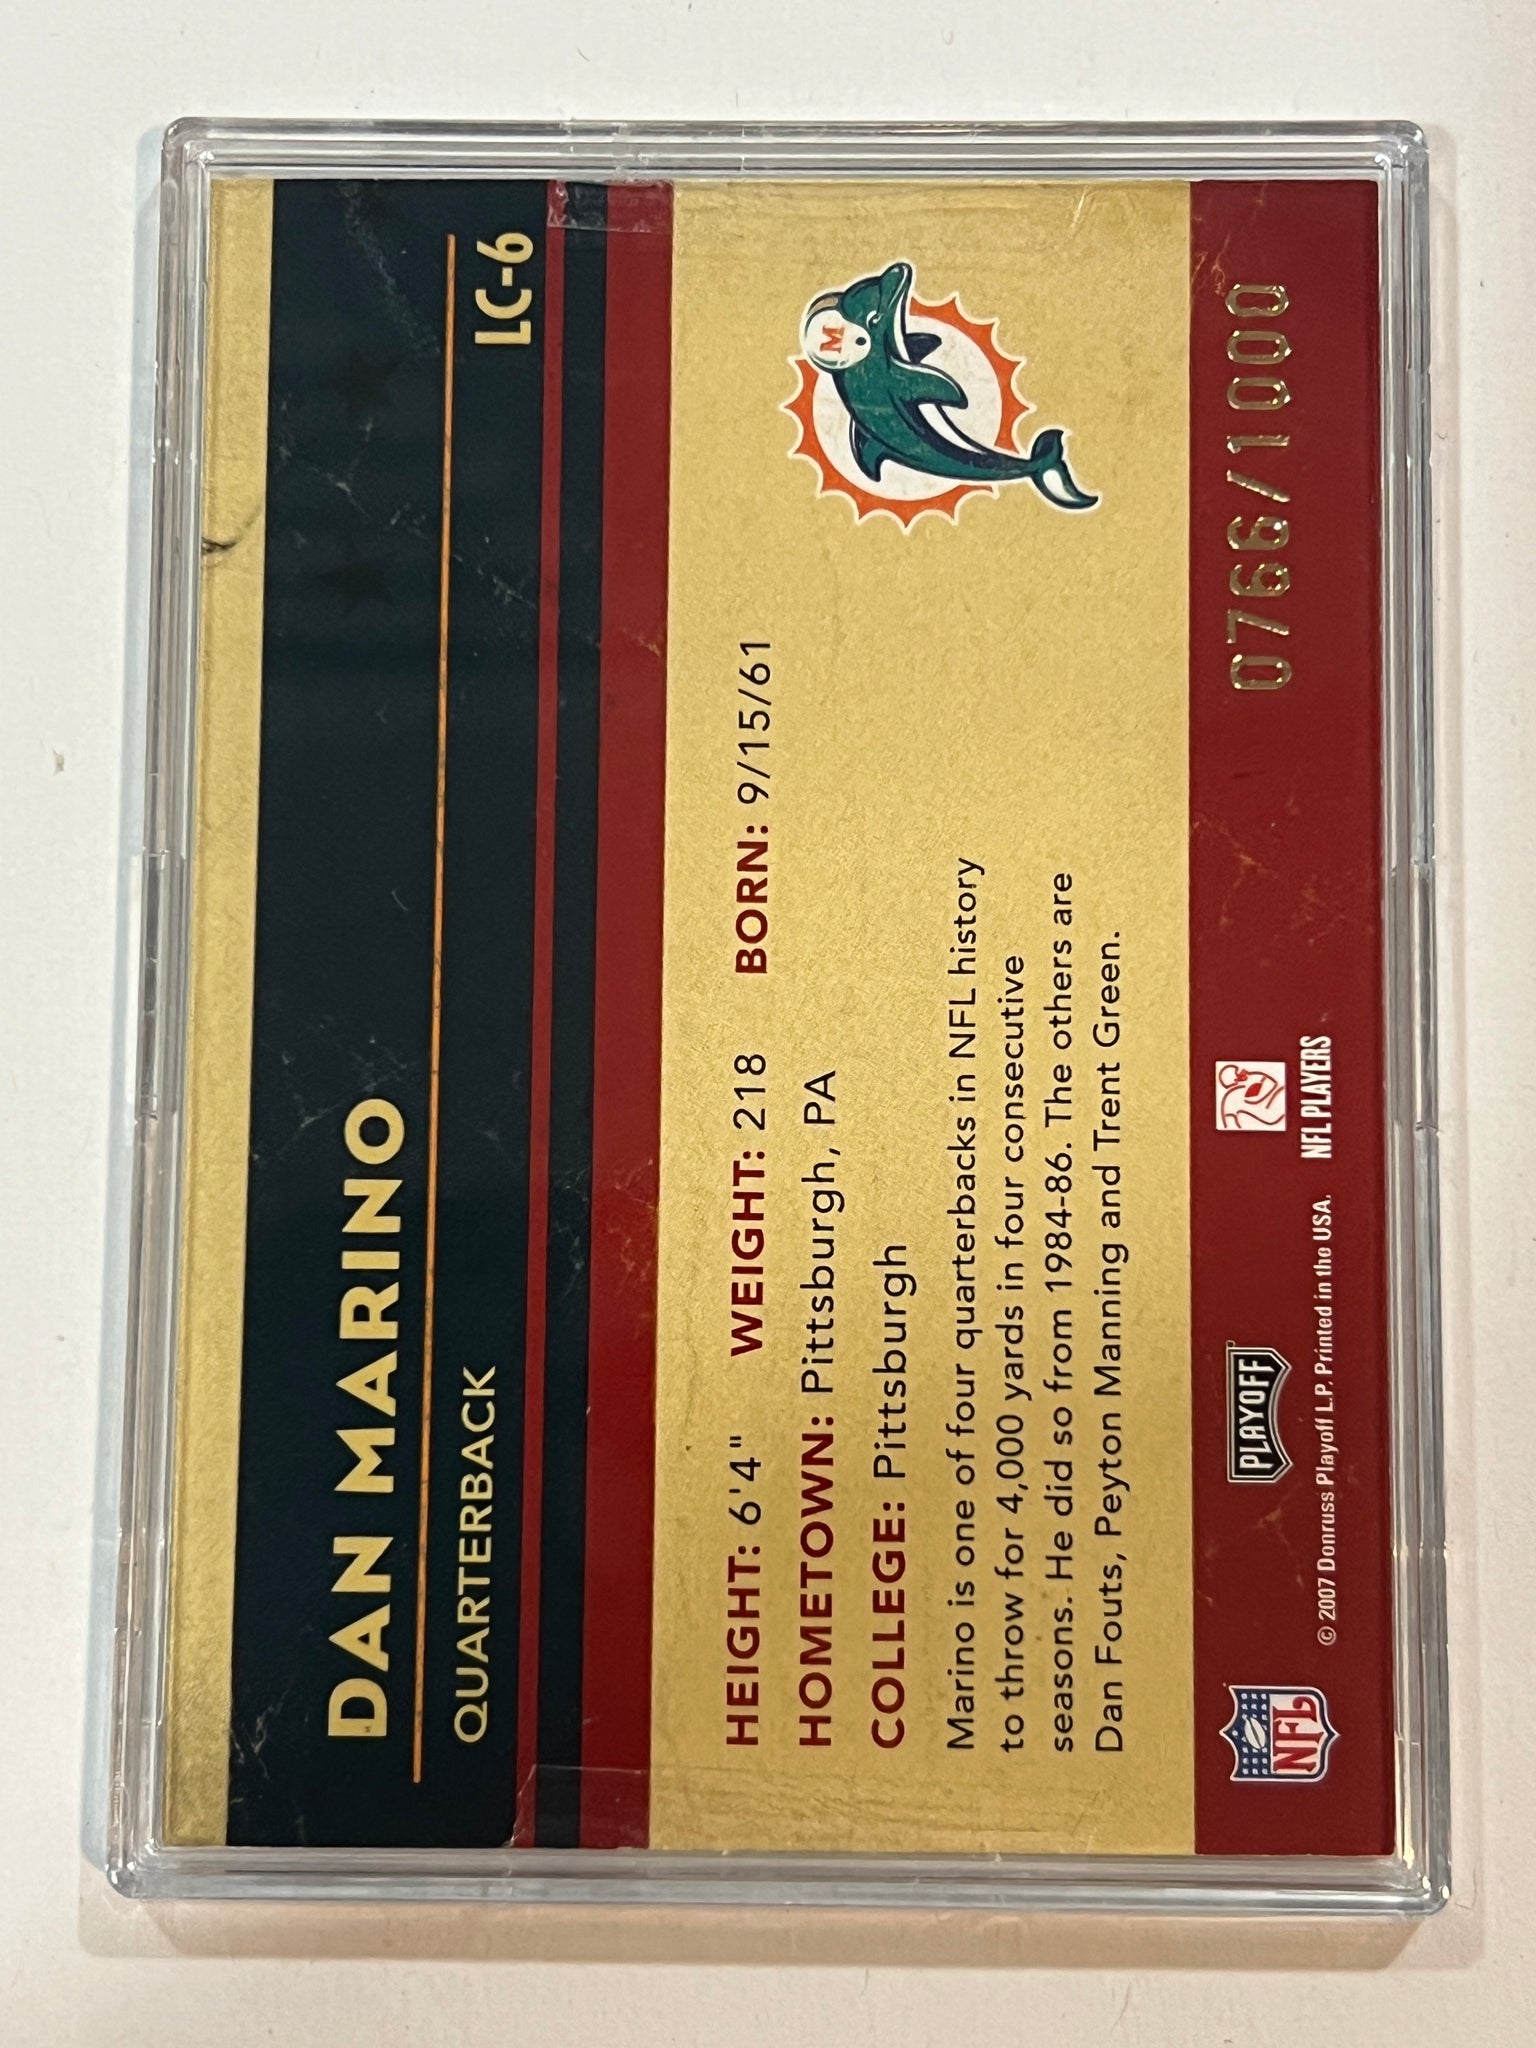 DAN MARINO
QUARTERBACK
LC-6
HEIGHT: 6'4" WEIGHT: 218 BORN: 9/15/61
HOMETOWN: Pittsburgh, PA
COLLEGE: Pittsburgh
Marino is one of four quarterbacks in NFL history
to throw for 4,000 yards in four consecutive
seasons. He did so from 1984-86. The others are
Dan Fouts, Peyton Manning and Trent Green.
M
NFL
PLAYOFF
™
0766/1000
© 2007 Donruss Playoff L.P. Printed in the USA. NFL PLAYERS